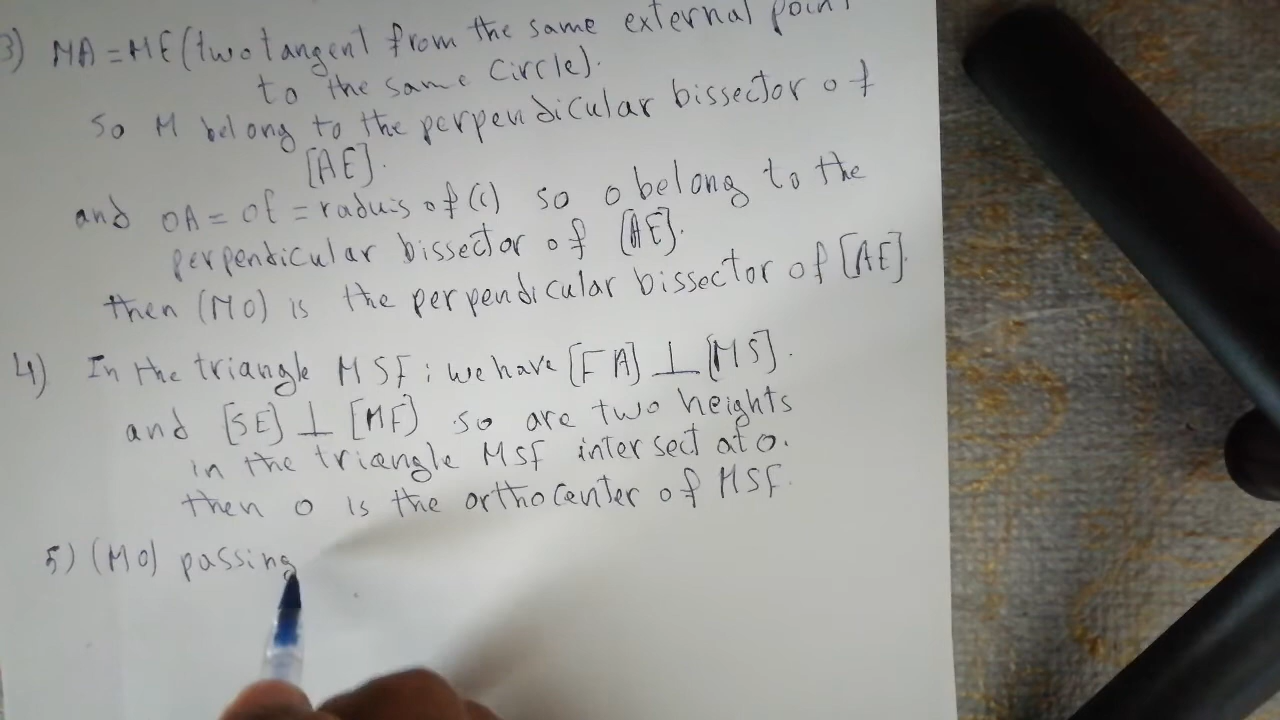 3) MA = ME (two tangent from the same external point
to the same circle).
so M belong to the perpendicular bissector of
[AE].
and OA = OE = raduis of (c) so o belong to the
perpendicular bissector of [AE].
then (MO) is the perpendicular bissector of [AE].
4) In the triangle MSF; we have [FA] ⊥ [MS].
and [SE] ⊥ [MF] so are two heights
in the triangle MSF intersect at o.
then o is the orthocenter of MSF.
5) (MO) passing